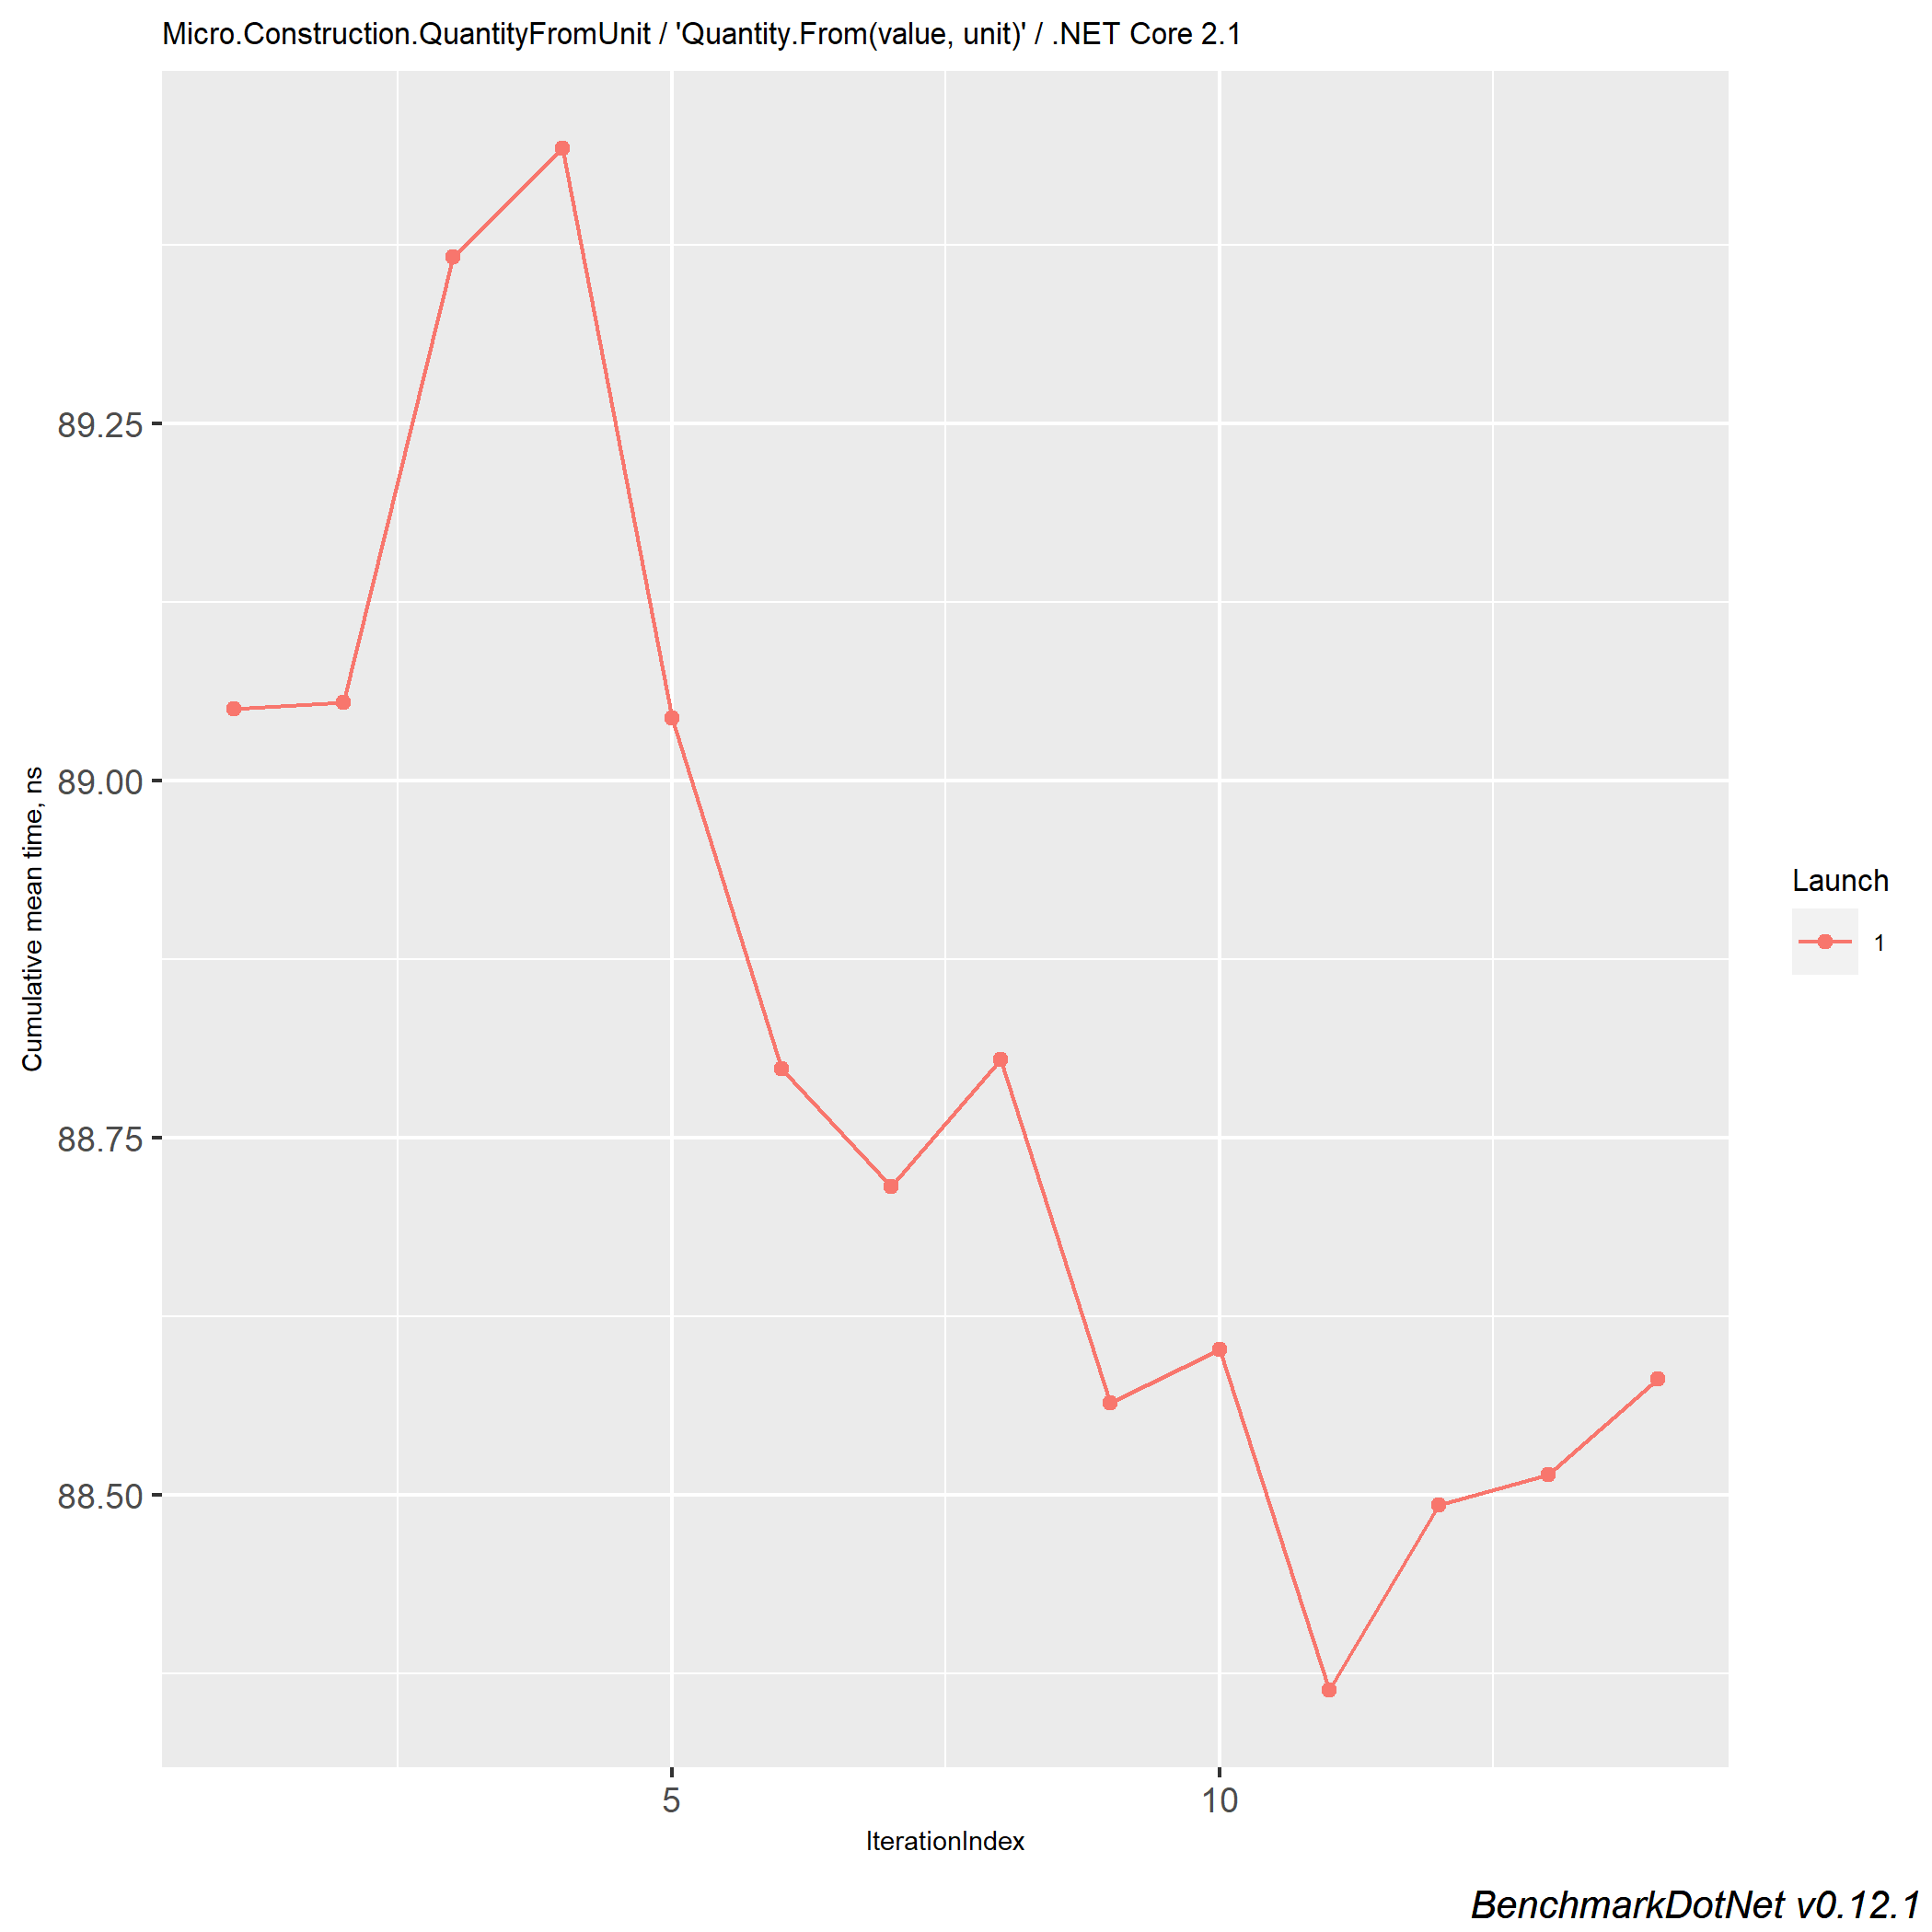 Micro.Construction.QuantityFromUnit / 'Quantity.From(value, unit)' / .NET Core 2.1
Cumulative mean time, ns
89.25
89.00
88.75
88.50
5
10
IterationIndex
Launch
1
BenchmarkDotNet v0.12.1